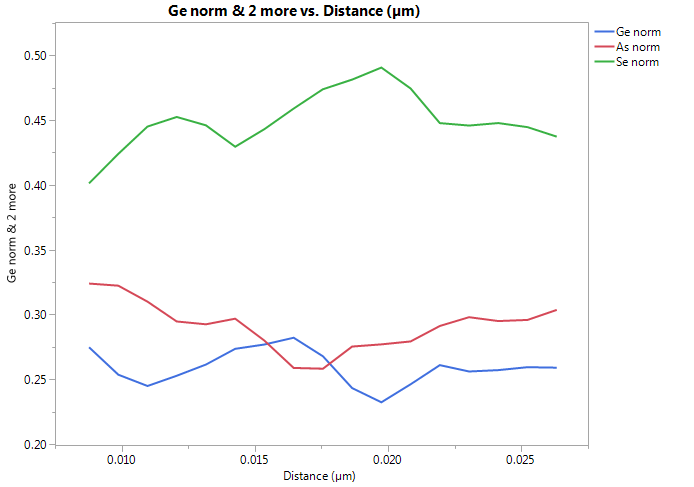 Ge norm & 2 more vs. Distance (µm)
Ge norm
As norm
Se norm
Ge norm & 2 more
0.50
0.45
0.40
0.35
0.30
0.25
0.20
0.010 0.015 0.020 0.025
Distance (µm)